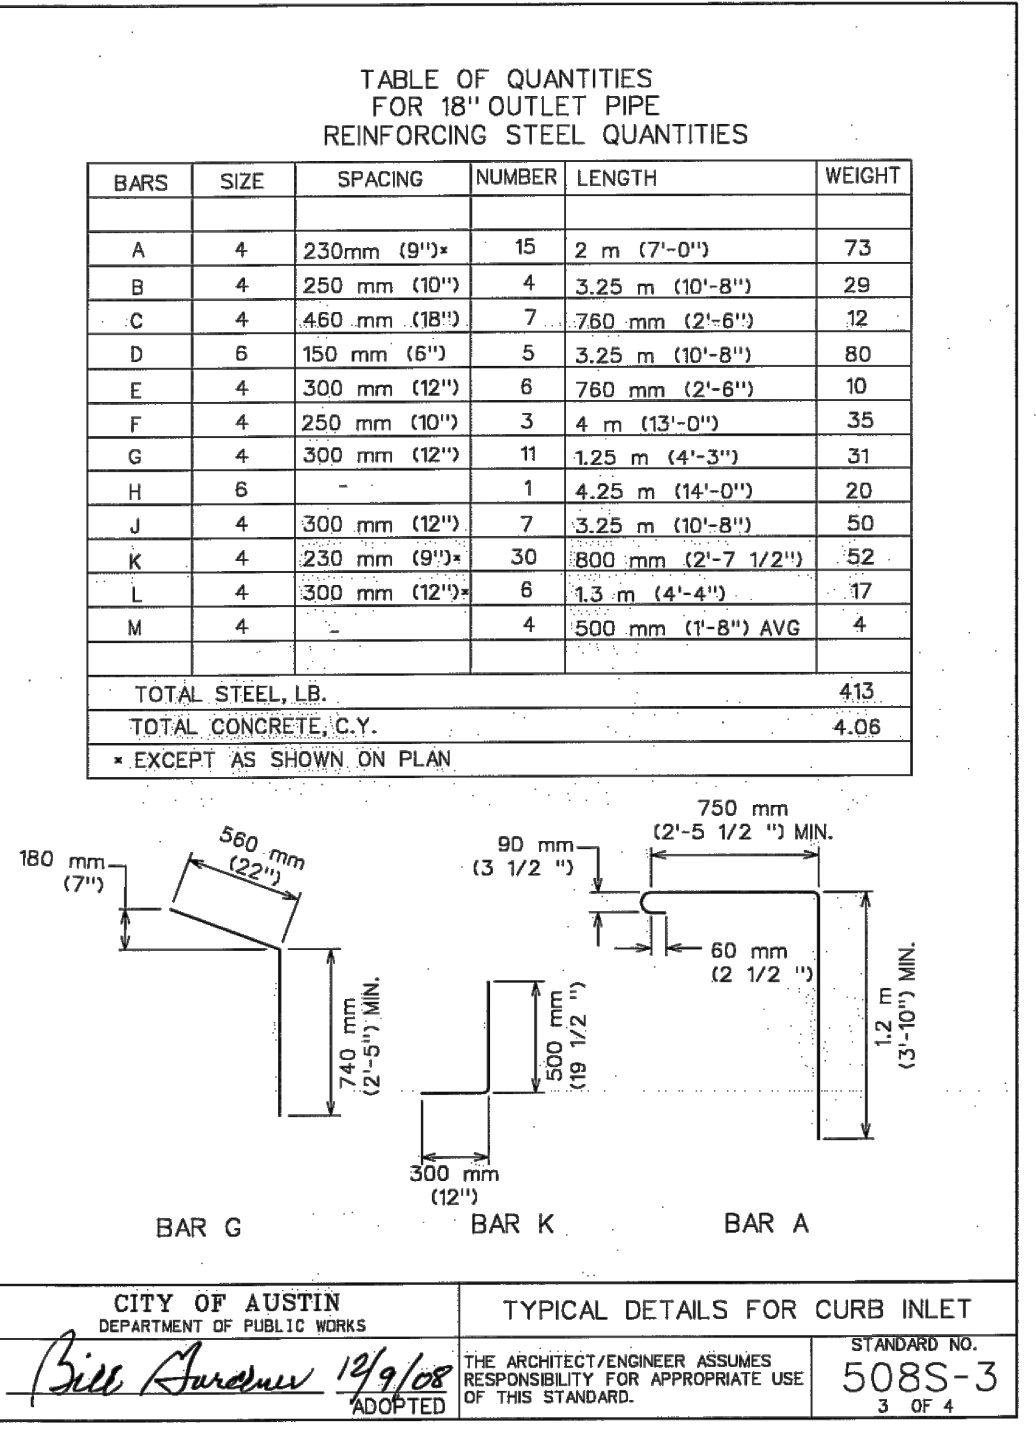 TABLE OF QUANTITIES
FOR 18" OUTLET PIPE
REINFORCING STEEL QUANTITIES
BARS SIZE SPACING NUMBER LENGTH WEIGHT
A 4 230mm (9")* 15 2 m (7'-0") 73
B 4 250 mm (10") 4 3.25 m (10'-8") 29
C 4 460 mm (18") 7 760 mm (2'-6") 12
D 6 150 mm (6") 5 3.25 m (10'-8") 80
E 4 300 mm (12") 6 760 mm (2'-6") 10
F 4 250 mm (10") 3 4 m (13'-0") 35
G 4 300 mm (12") 11 1.25 m (4'-3") 31
H 6 - 1 4.25 m (14'-0") 20
J 4 300 mm (12") 7 3.25 m (10'-8") 50
K 4 230 mm (9")* 30 800 mm (2'-7 1/2") 52
L 4 300 mm (12")* 6 1.3 m (4'-4") 17
M 4 - 4 500 mm (1'-8") AVG 4
TOTAL STEEL, LB. 413
TOTAL CONCRETE, C.Y. 4.06
* EXCEPT AS SHOWN ON PLAN
180 mm
(7")
560 mm
(22")
740 mm
(2'-5") MIN.
BAR G
500 mm
(19 1/2 ")
300 mm
(12")
BAR K
750 mm
(2'-5 1/2 ") MIN.
90 mm
(3 1/2 ")
60 mm
(2 1/2 ")
1.2 m
(3'-10") MIN.
BAR A
CITY OF AUSTIN
DEPARTMENT OF PUBLIC WORKS
Bill Gardner 12/9/08
ADOPTED
TYPICAL DETAILS FOR CURB INLET
THE ARCHITECT/ENGINEER ASSUMES
RESPONSIBILITY FOR APPROPRIATE USE
OF THIS STANDARD.
STANDARD NO.
508S-3
3 OF 4